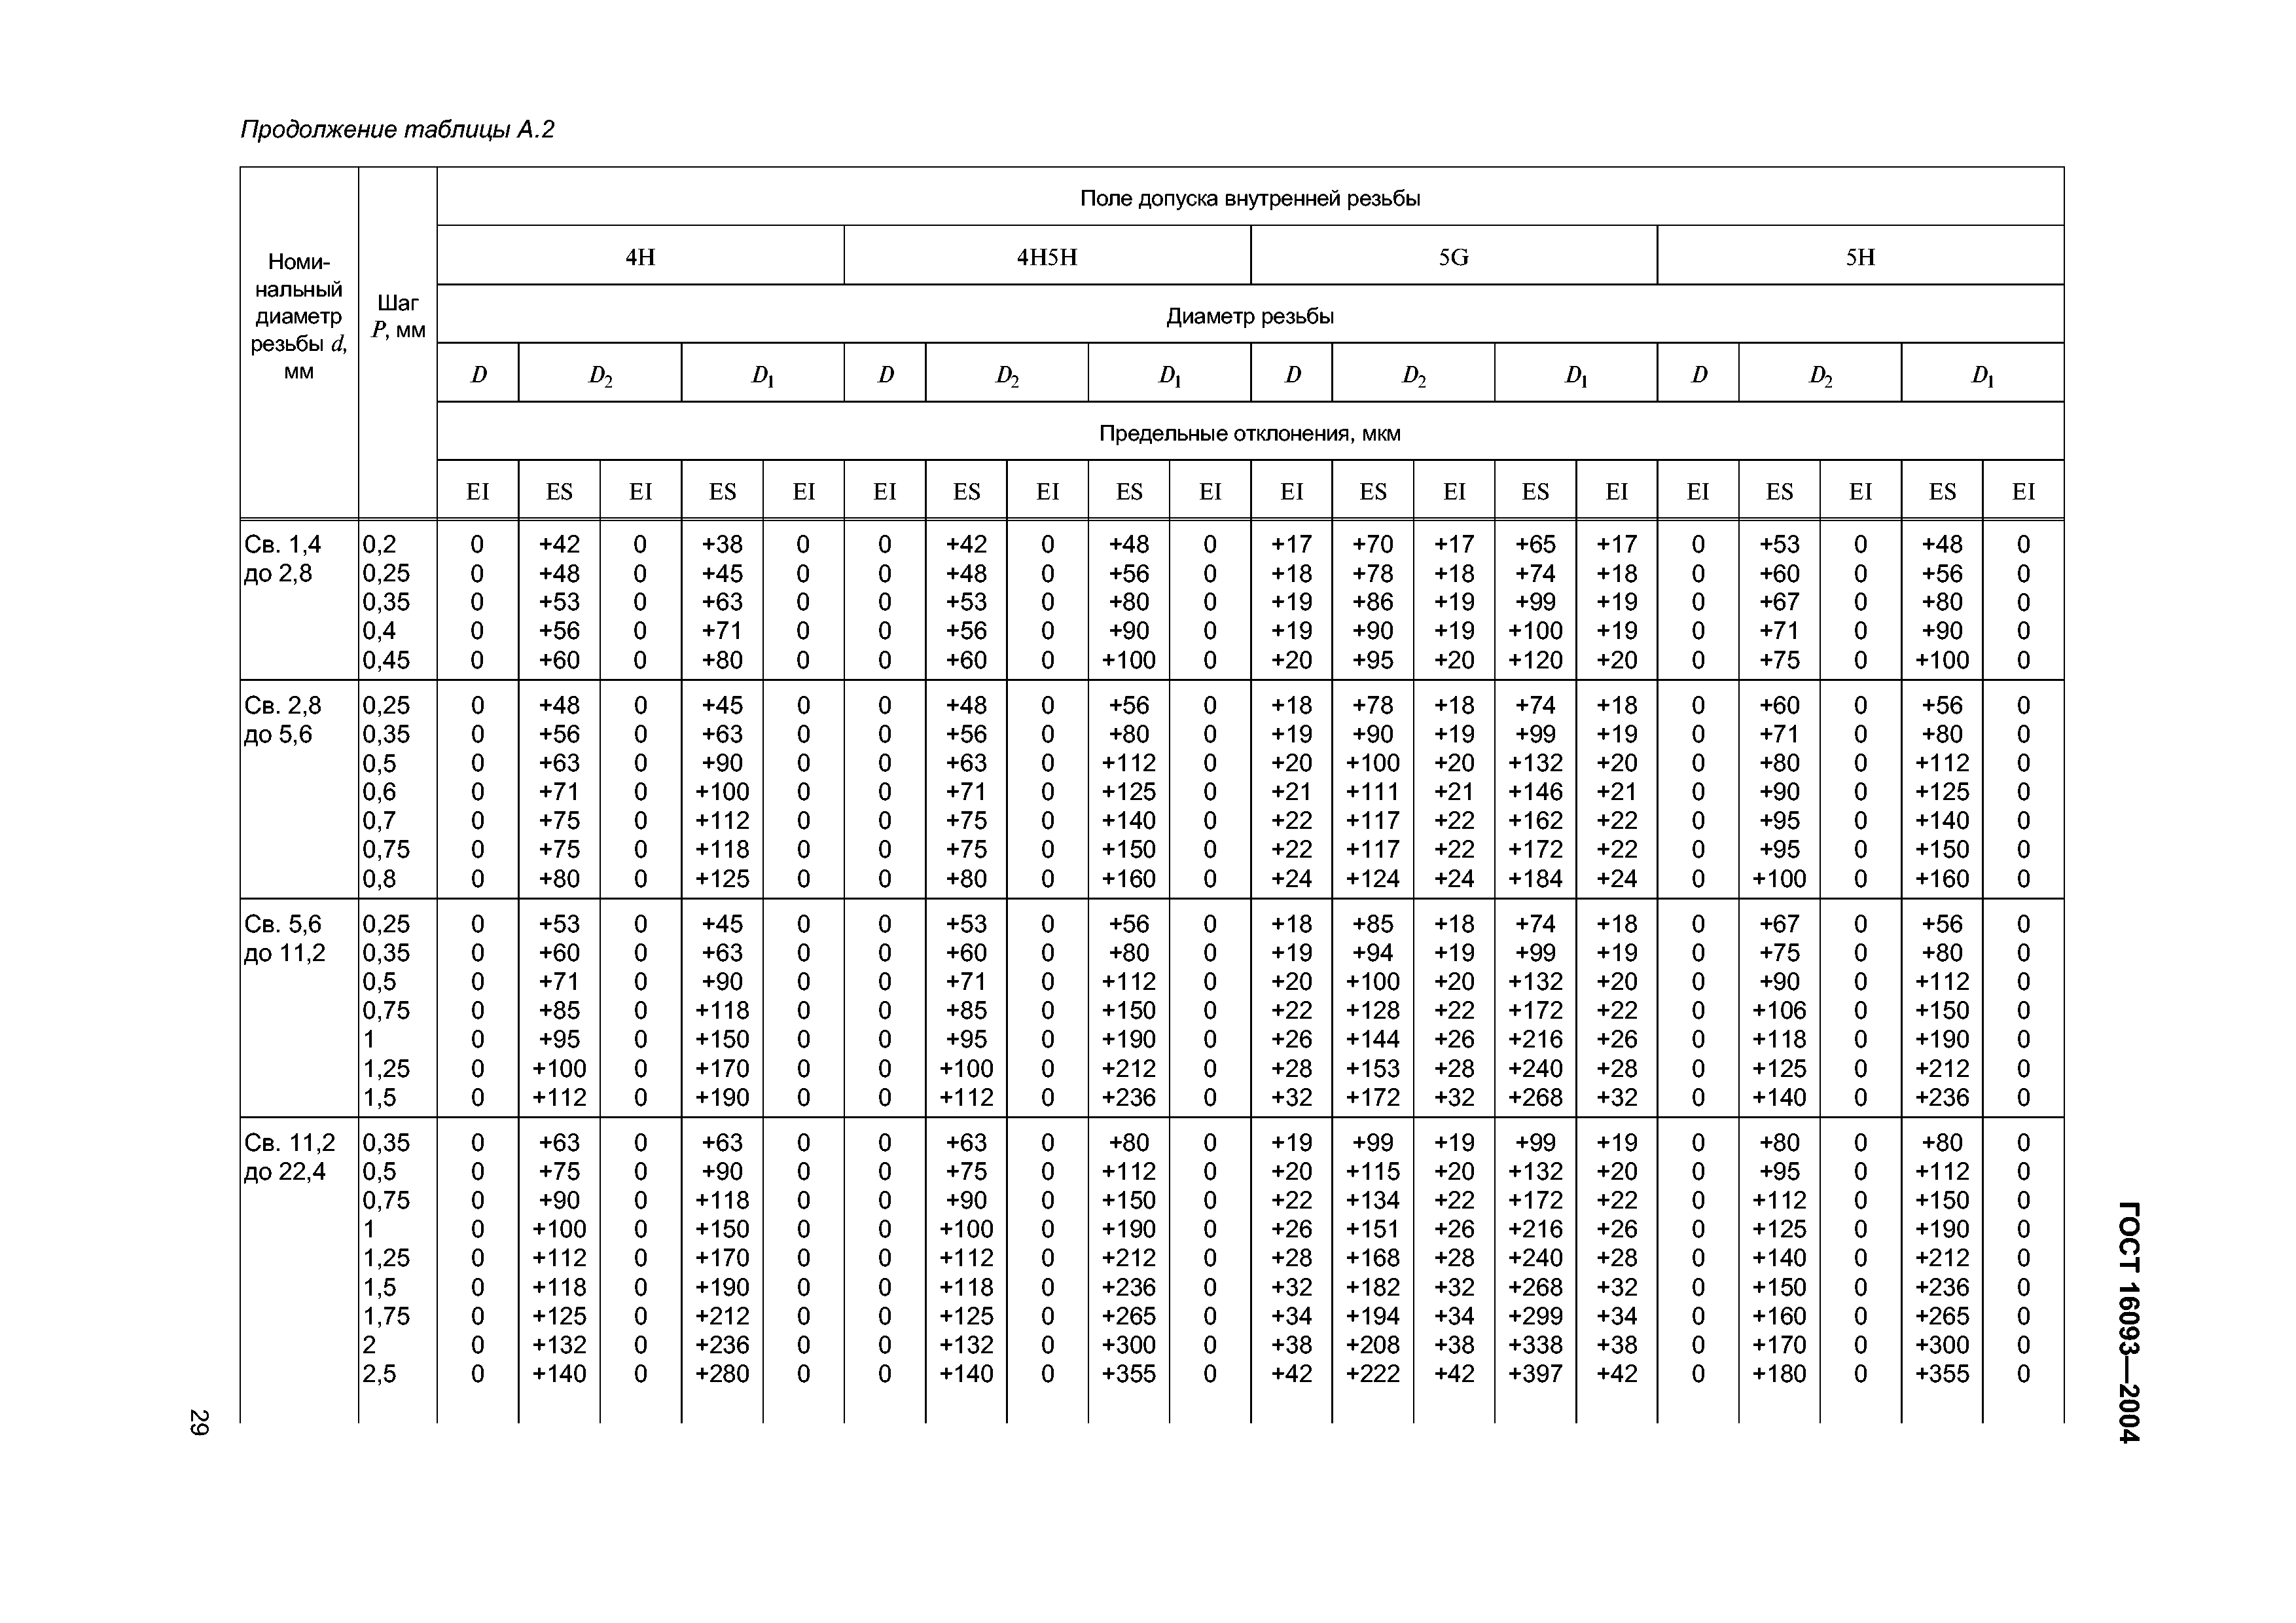 Продолжение таблицы А.2
Номи-
нальный
диаметр
резьбы d,
мм
Шаг
P, мм
Поле допуска внутренней резьбы
4H 4H5H 5G 5H
Диаметр резьбы
D D2 D1 D D2 D1 D D2 D1 D D2 D1
Предельные отклонения, мкм
EI ES EI ES EI EI ES EI ES EI EI ES EI ES EI EI ES EI ES EI
Св. 1,4 0,2 0 +42 0 +38 0 0 +42 0 +48 0 +17 +70 +17 +65 +17 0 +53 0 +48 0
до 2,8 0,25 0 +48 0 +45 0 0 +48 0 +56 0 +18 +78 +18 +74 +18 0 +60 0 +56 0
0,35 0 +53 0 +63 0 0 +53 0 +80 0 +19 +86 +19 +99 +19 0 +67 0 +80 0
0,4 0 +56 0 +71 0 0 +56 0 +90 0 +19 +90 +19 +100 +19 0 +71 0 +90 0
0,45 0 +60 0 +80 0 0 +60 0 +100 0 +20 +95 +20 +120 +20 0 +75 0 +100 0
Св. 2,8 0,25 0 +48 0 +45 0 0 +48 0 +56 0 +18 +78 +18 +74 +18 0 +60 0 +56 0
до 5,6 0,35 0 +56 0 +63 0 0 +56 0 +80 0 +19 +90 +19 +99 +19 0 +71 0 +80 0
0,5 0 +63 0 +90 0 0 +63 0 +112 0 +20 +100 +20 +132 +20 0 +80 0 +112 0
0,6 0 +71 0 +100 0 0 +71 0 +125 0 +21 +111 +21 +146 +21 0 +90 0 +125 0
0,7 0 +75 0 +112 0 0 +75 0 +140 0 +22 +117 +22 +162 +22 0 +95 0 +140 0
0,75 0 +75 0 +118 0 0 +75 0 +150 0 +22 +117 +22 +172 +22 0 +95 0 +150 0
0,8 0 +80 0 +125 0 0 +80 0 +160 0 +24 +124 +24 +184 +24 0 +100 0 +160 0
Св. 5,6 0,25 0 +53 0 +45 0 0 +53 0 +56 0 +18 +85 +18 +74 +18 0 +67 0 +56 0
до 11,2 0,35 0 +60 0 +63 0 0 +60 0 +80 0 +19 +94 +19 +99 +19 0 +75 0 +80 0
0,5 0 +71 0 +90 0 0 +71 0 +112 0 +20 +100 +20 +132 +20 0 +90 0 +112 0
0,75 0 +85 0 +118 0 0 +85 0 +150 0 +22 +128 +22 +172 +22 0 +106 0 +150 0
1 0 +95 0 +150 0 0 +95 0 +190 0 +26 +144 +26 +216 +26 0 +118 0 +190 0
1,25 0 +100 0 +170 0 0 +100 0 +212 0 +28 +153 +28 +240 +28 0 +125 0 +212 0
1,5 0 +112 0 +190 0 0 +112 0 +236 0 +32 +172 +32 +268 +32 0 +140 0 +236 0
Св. 11,2 0,35 0 +63 0 +63 0 0 +63 0 +80 0 +19 +99 +19 +99 +19 0 +80 0 +80 0
до 22,4 0,5 0 +75 0 +90 0 0 +75 0 +112 0 +20 +115 +20 +132 +20 0 +95 0 +112 0
0,75 0 +90 0 +118 0 0 +90 0 +150 0 +22 +134 +22 +172 +22 0 +112 0 +150 0
1 0 +100 0 +150 0 0 +100 0 +190 0 +26 +151 +26 +216 +26 0 +125 0 +190 0
1,25 0 +112 0 +170 0 0 +112 0 +212 0 +28 +168 +28 +240 +28 0 +140 0 +212 0
1,5 0 +118 0 +190 0 0 +118 0 +236 0 +32 +182 +32 +268 +32 0 +150 0 +236 0
1,75 0 +125 0 +212 0 0 +125 0 +265 0 +34 +194 +34 +299 +34 0 +160 0 +265 0
2 0 +132 0 +236 0 0 +132 0 +300 0 +38 +208 +38 +338 +38 0 +170 0 +300 0
2,5 0 +140 0 +280 0 0 +140 0 +355 0 +42 +222 +42 +397 +42 0 +180 0 +355 0
ГОСТ 16093—2004
29